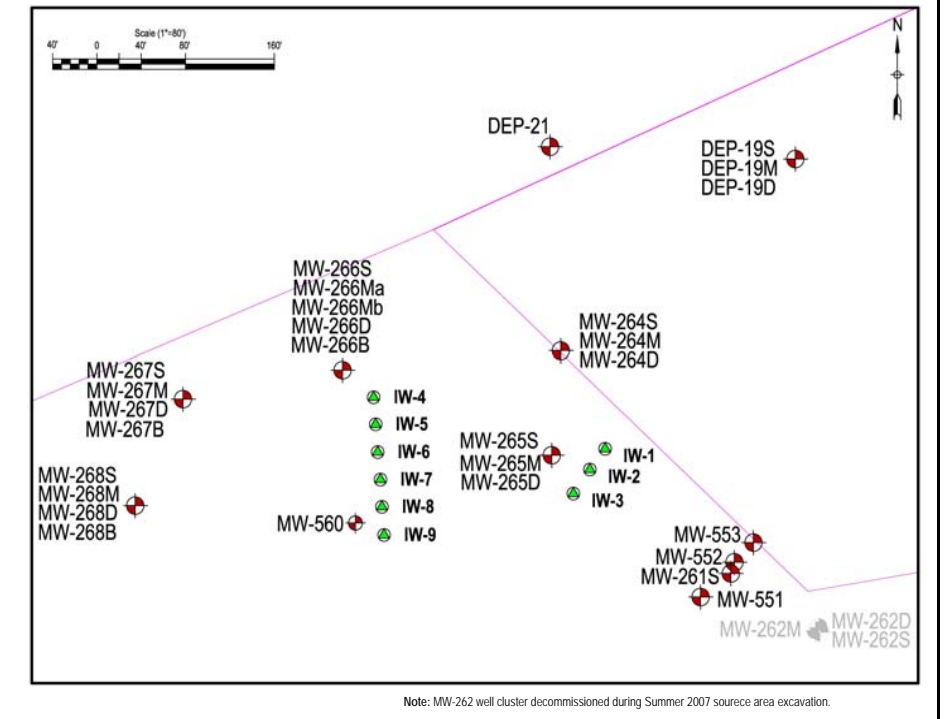 Scale (1"=80')
40' 0 40' 80' 160'
N
DEP-21
DEP-19S
DEP-19M
DEP-19D
MW-266S
MW-266Ma
MW-266Mb
MW-266D
MW-266B
MW-264S
MW-264M
MW-264D
MW-267S
MW-267M
MW-267D
MW-267B
IW-4
IW-5
IW-6
IW-7
IW-8
IW-9
MW-265S
MW-265M
MW-265D
IW-1
IW-2
IW-3
MW-268S
MW-268M
MW-268D
MW-268B
MW-560
MW-553
MW-552
MW-261S
MW-551
MW-262M
MW-262D
MW-262S
Note: MW-262 well cluster decommissioned during Summer 2007 sourece area excavation.